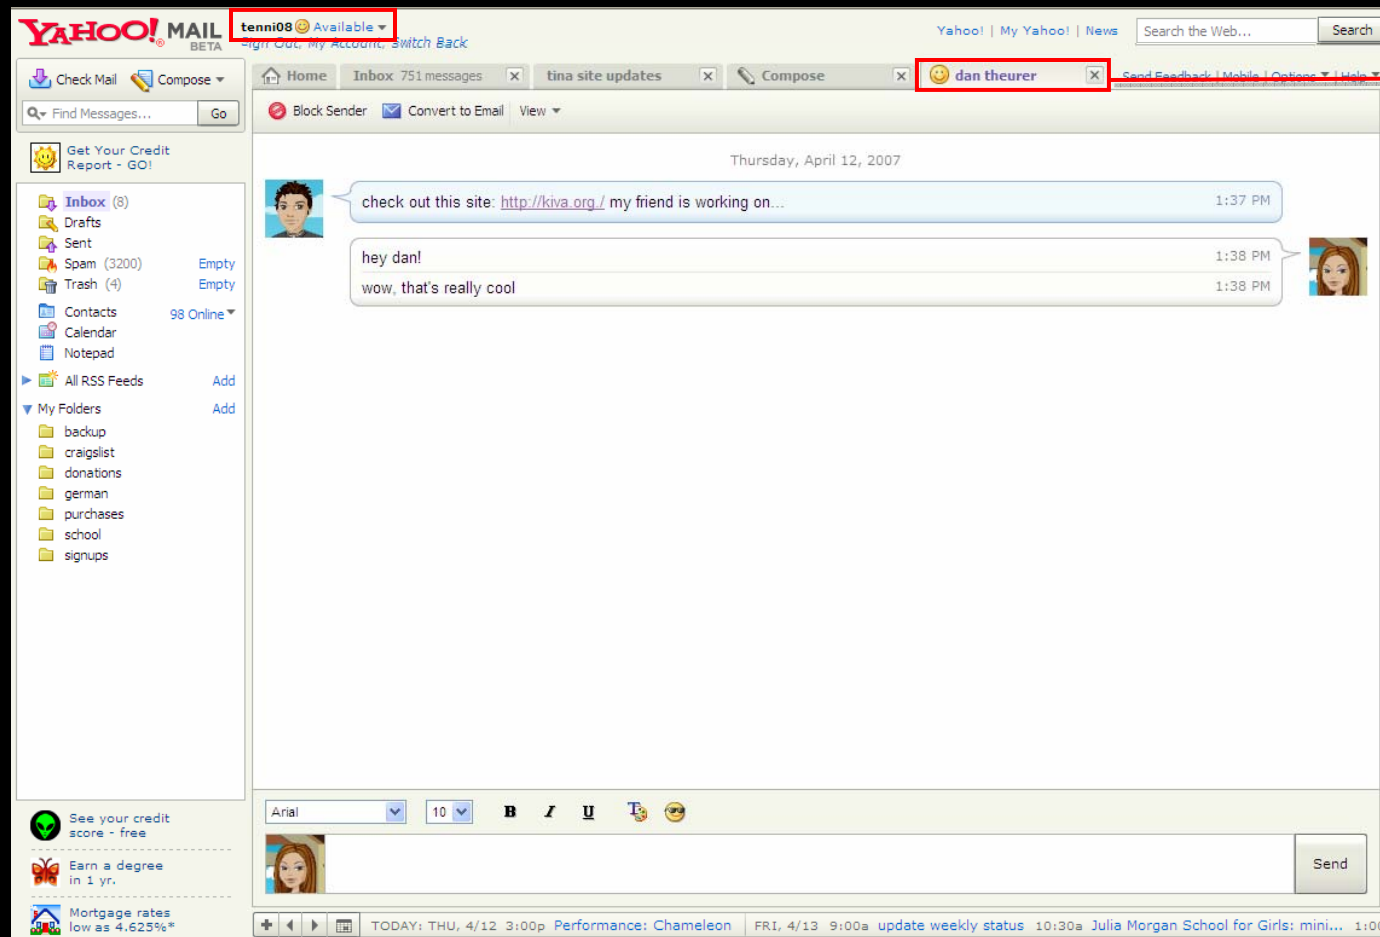 YAHOO!® MAIL BETA
tenni08 Available
Sign Out, My Account, Switch Back
Yahoo! | My Yahoo! | News
Search the Web...
Search
Check Mail Compose
Find Messages... Go
Get Your Credit
Report - GO!
Home
Inbox 751 messages
tina site updates
Compose
dan theurer
Send Feedback | Mobile | Options | Help
Block Sender Convert to Email View
Inbox (8)
Drafts
Sent
Spam (3200) Empty
Trash (4) Empty
Contacts 98 Online
Calendar
Notepad
All RSS Feeds Add
My Folders Add
backup
craigslist
donations
german
purchases
school
signups
See your credit
score - free
Earn a degree
in 1 yr.
Mortgage rates
low as 4.625%*
Thursday, April 12, 2007
check out this site: http://kiva.org./ my friend is working on... 1:37 PM
hey dan! 1:38 PM
wow, that's really cool 1:38 PM
Arial 10 B I U T
Send
TODAY: THU, 4/12 3:00p Performance: Chameleon FRI, 4/13 9:00a update weekly status 10:30a Julia Morgan School for Girls: mini... 1:00